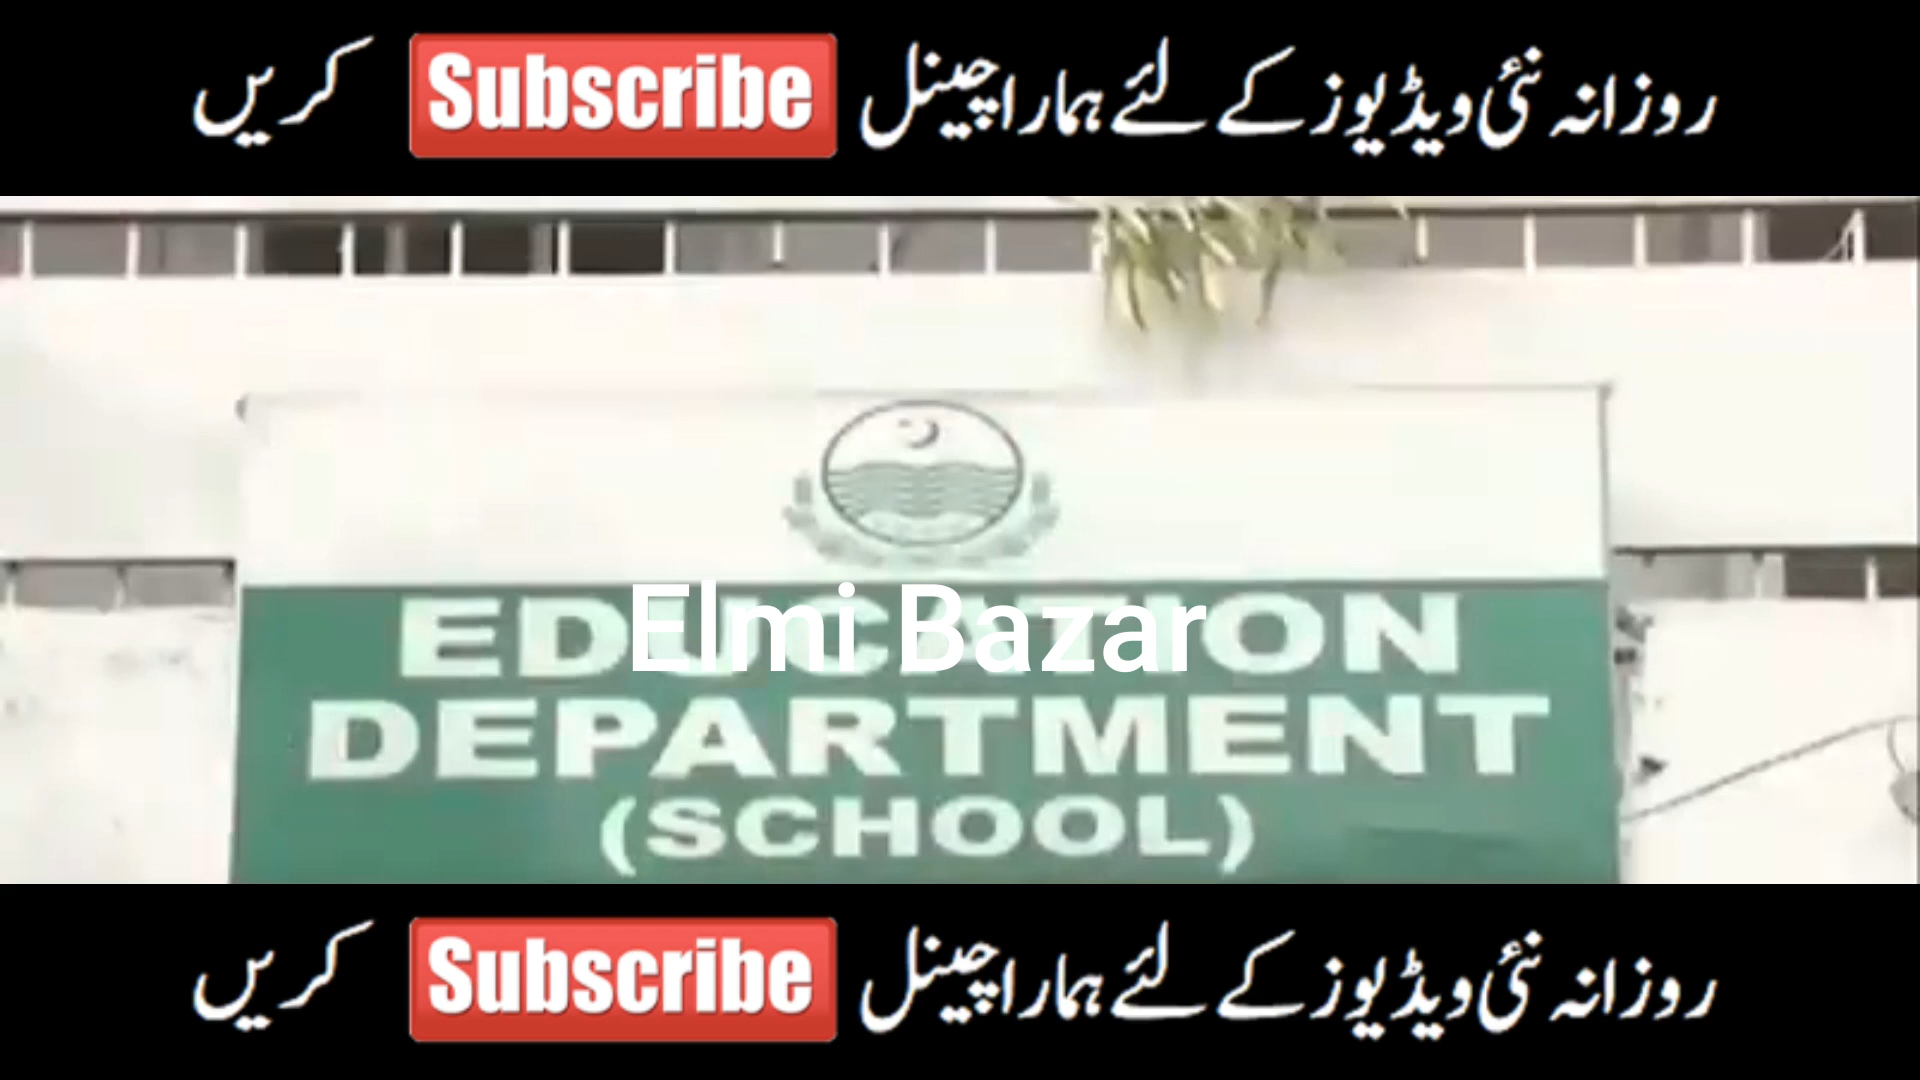 روزانہ نئی ویڈیوز کے لئے ہمارا چینل Subscribe کریں
Elmi Bazar
EDUCATION
DEPARTMENT
(SCHOOL)
روزانہ نئی ویڈیوز کے لئے ہمارا چینل Subscribe کریں